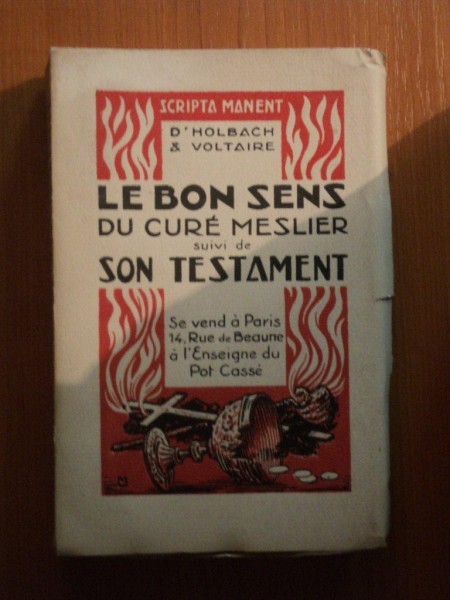 SCRIPTA MANENT
D'HOLBACH
& VOLTAIRE
LE BON SENS
DU CURÉ MESLIER
suivi de
SON TESTAMENT
Se vend à Paris
14, Rue de Beaune
à l'Enseigne du
Pot Cassé